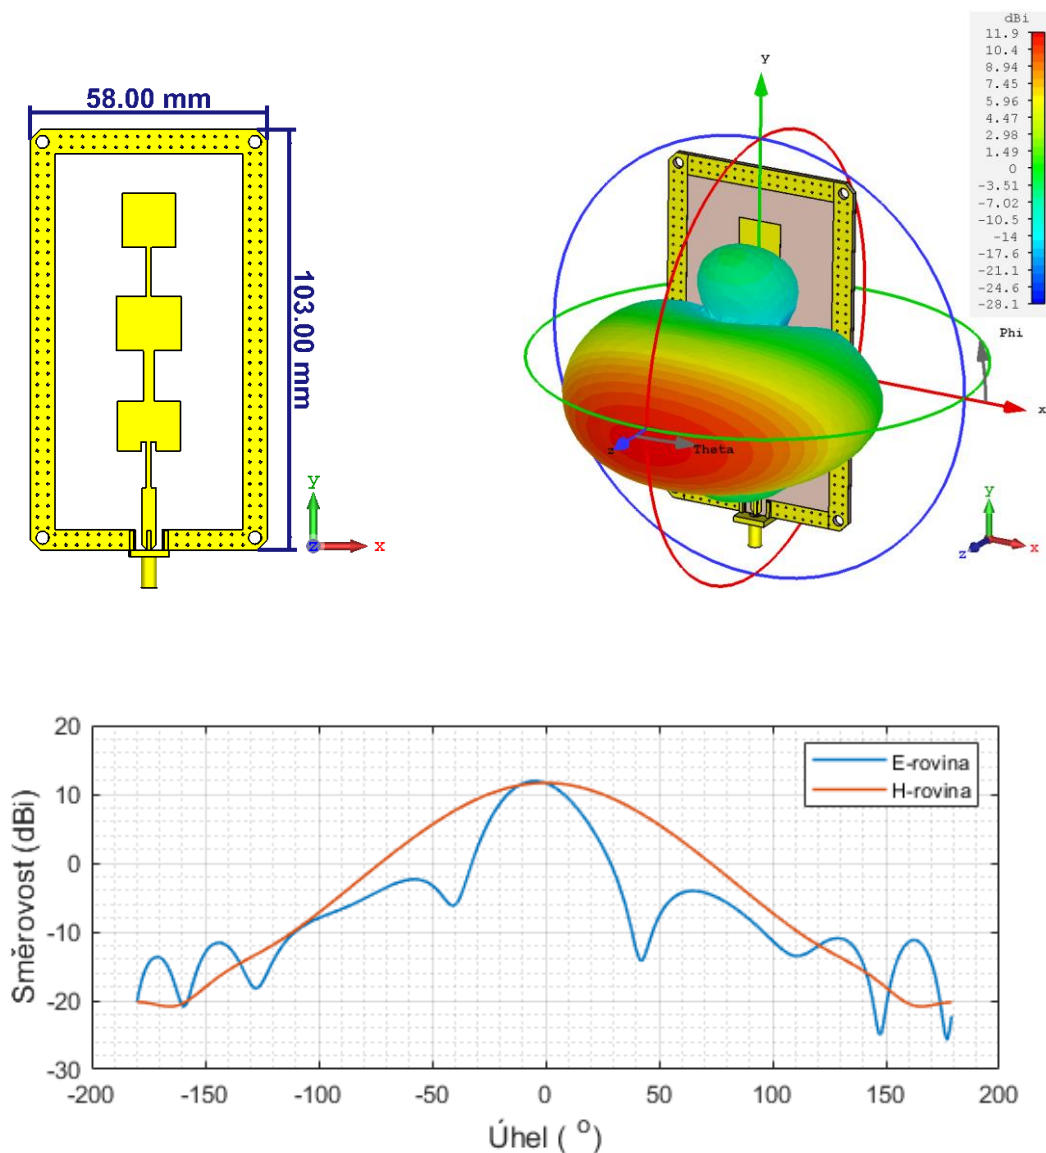 58.00 mm
103.00 mm
y
z
x
dBi
11.9
10.4
8.94
7.45
5.96
4.47
2.98
1.49
0
-3.51
-7.02
-10.5
-14
-17.6
-21.1
-24.6
-28.1
y
Phi
x
z
Theta
y
z
x
20
10
0
-10
-20
-30
-200
-150
-100
-50
0
50
100
150
200
Směrovost (dBi)
Úhel ( °)
E-rovina
H-rovina